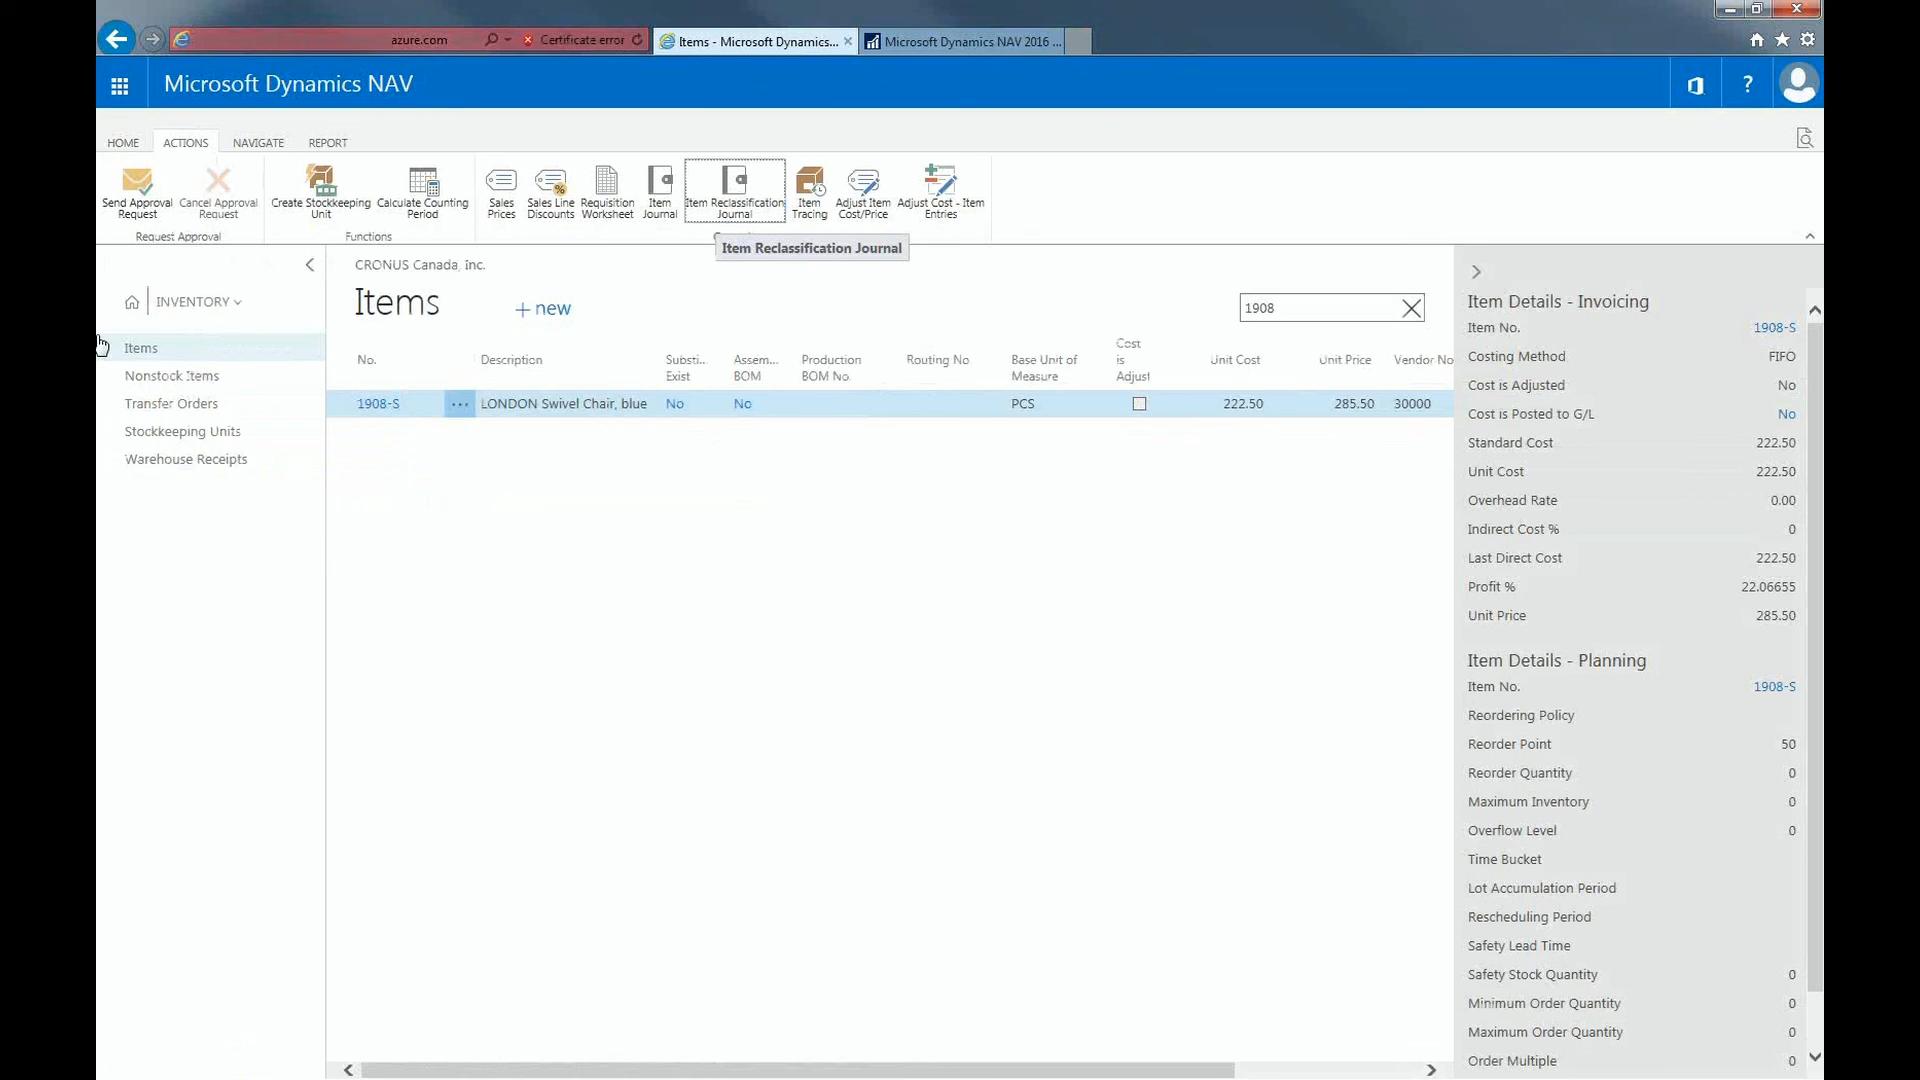 azure.com
Certificate error
Items - Microsoft Dynamics...
Microsoft Dynamics NAV 2016 ...
Microsoft Dynamics NAV
?
HOME
ACTIONS
NAVIGATE
REPORT
Send Approval
Request
Cancel Approval
Request
Create Stockkeeping
Unit
Calculate Counting
Period
Sales
Prices
Sales Line
Discounts
Requisition
Worksheet
Item
Journal
Item Reclassification
Journal
Item
Tracing
Adjust Item
Cost/Price
Adjust Cost - Item
Entries
Request Approval
Functions
Item Reclassification Journal
INVENTORY
Items
Nonstock Items
Transfer Orders
Stockkeeping Units
Warehouse Receipts
CRONUS Canada, Inc.
Items
+ new
1908
No.
Description
Substi...
Exist
Assem...
BOM
Production
BOM No.
Routing No
Base Unit of
Measure
Cost
is
Adjust
Unit Cost
Unit Price
Vendor No
1908-S
...
LONDON Swivel Chair, blue
No
No
PCS
222.50
285.50
30000
Item Details - Invoicing
Item No. 1908-S
Costing Method FIFO
Cost is Adjusted No
Cost is Posted to G/L No
Standard Cost 222.50
Unit Cost 222.50
Overhead Rate 0.00
Indirect Cost % 0
Last Direct Cost 222.50
Profit % 22.06655
Unit Price 285.50
Item Details - Planning
Item No. 1908-S
Reordering Policy
Reorder Point 50
Reorder Quantity 0
Maximum Inventory 0
Overflow Level 0
Time Bucket
Lot Accumulation Period
Rescheduling Period
Safety Lead Time
Safety Stock Quantity 0
Minimum Order Quantity 0
Maximum Order Quantity 0
Order Multiple 0